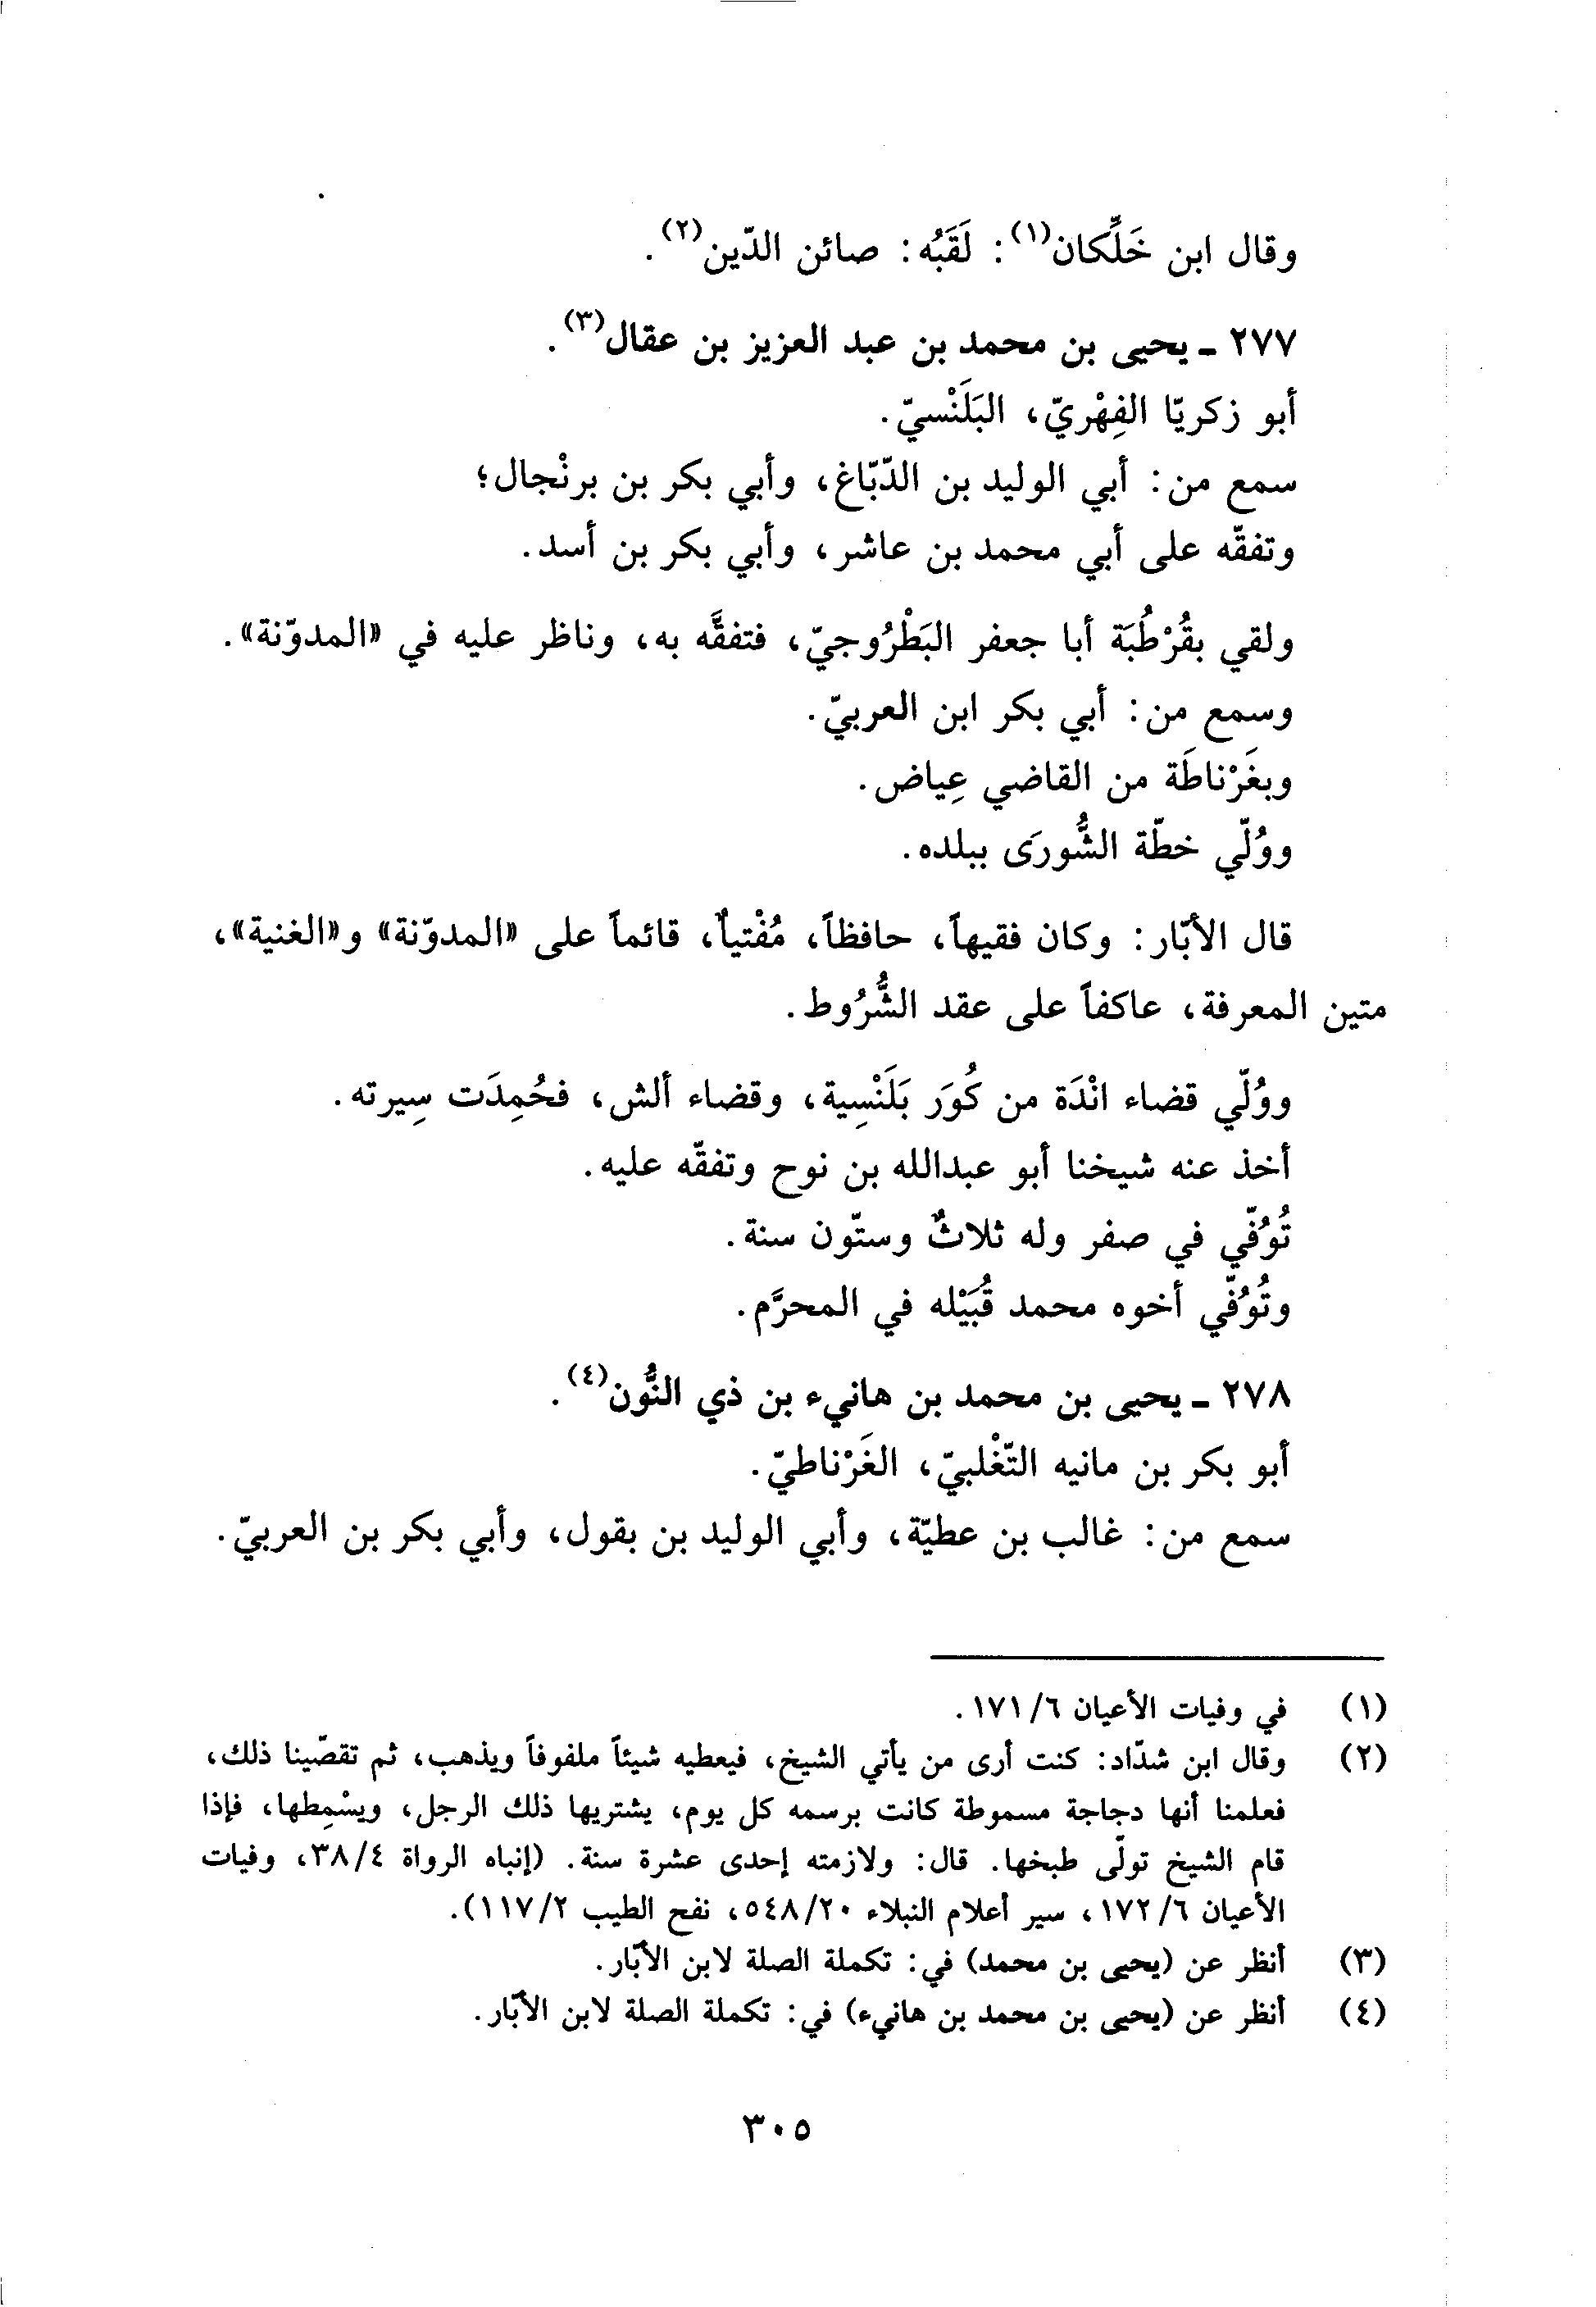 وقال ابن خَلِّكان(١): لَقَبُه: صائن الدّين(٢).
٢٧٧ ـ يحيى بن محمد بن عبد العزيز بن عقال(٣).
أبو زكريّا الفِهْريّ، البَلَنْسيّ.
سمع من: أبي الوليد بن الدّبّاغ، وأبي بكر بن برنْجال؛
وتفقّه على أبي محمد بن عاشر، وأبي بكر بن أسد.
ولقي بقُرْطُبَة أبا جعفر البَطْرُوجيّ، فتفقَّه به، وناظر عليه في «المدوّنة».
وسمع من: أبي بكر ابن العربيّ.
وبغَرْناطَة من القاضي عِياض.
ووُلّي خطّة الشُّورَى ببلده.
قال الأبّار: وكان فقيهاً، حافظاً، مُفْتياً، قائماً على «المدوّنة» و«الغنية»،
متين المعرفة، عاكفاً على عقد الشُّرُوط.
ووُلّي قضاء انْدَة من كُوَر بَلَنْسِية، وقضاء ألش، فحُمِدَت سِيرته.
أخذ عنه شيخنا أبو عبدالله بن نوح وتفقّه عليه.
تُوُفّي في صفر وله ثلاثٌ وستّون سنة.
وتُوُفّي أخوه محمد قُبَيْله في المحرَّم.
٢٧٨ ـ يحيى بن محمد بن هانيء بن ذي النُّون(٤).
أبو بكر بن مانيه التّغْلبيّ، الغَرْناطيّ.
سمع من: غالب بن عطيّة، وأبي الوليد بن بقول، وأبي بكر بن العربيّ.
(١) في وفيات الأعيان ٦/١٧١.
(٢) وقال ابن شدّاد: كنت أرى من يأتي الشيخ، فيعطيه شيئاً ملفوفاً ويذهب، ثم تقصّينا ذلك،
فعلمنا أنها دجاجة مسموطة كانت برسمه كل يوم، يشتريها ذلك الرجل، ويسْمِطها، فإذا
قام الشيخ تولّى طبخها. قال: ولازمته إحدى عشرة سنة. (إنباه الرواة ٤/٣٨، وفيات
الأعيان ٦/١٧٢، سير أعلام النبلاء ٢٠/٥٤٨، نفح الطيب ٢/١١٧).
(٣) أنظر عن (يحيى بن محمد) في: تكملة الصلة لابن الأبّار.
(٤) أنظر عن (يحيى بن محمد بن هانيء) في: تكملة الصلة لابن الأبّار.
٣٠٥